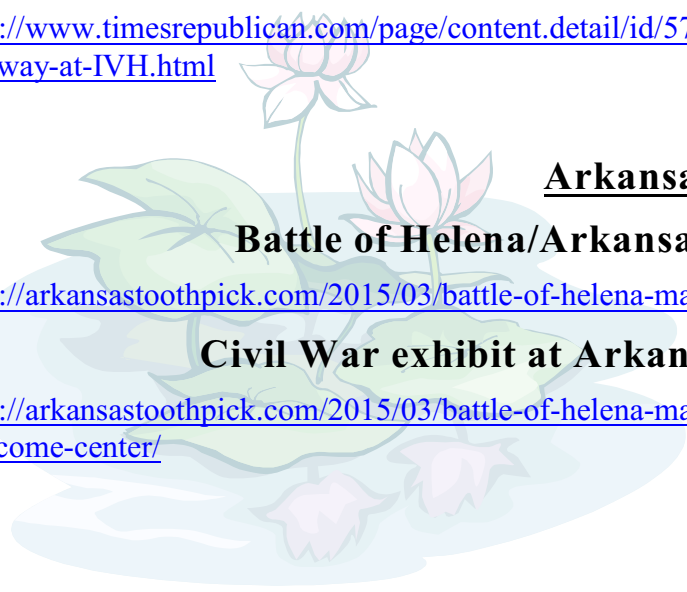 ://www.timesrepublican.com/page/content.detail/id/57
way-at-IVH.html
Arkansa
Battle of Helena/Arkansa
://arkansastoothpick.com/2015/03/battle-of-helena-ma
Civil War exhibit at Arkan
://arkansastoothpick.com/2015/03/battle-of-helena-ma
come-center/